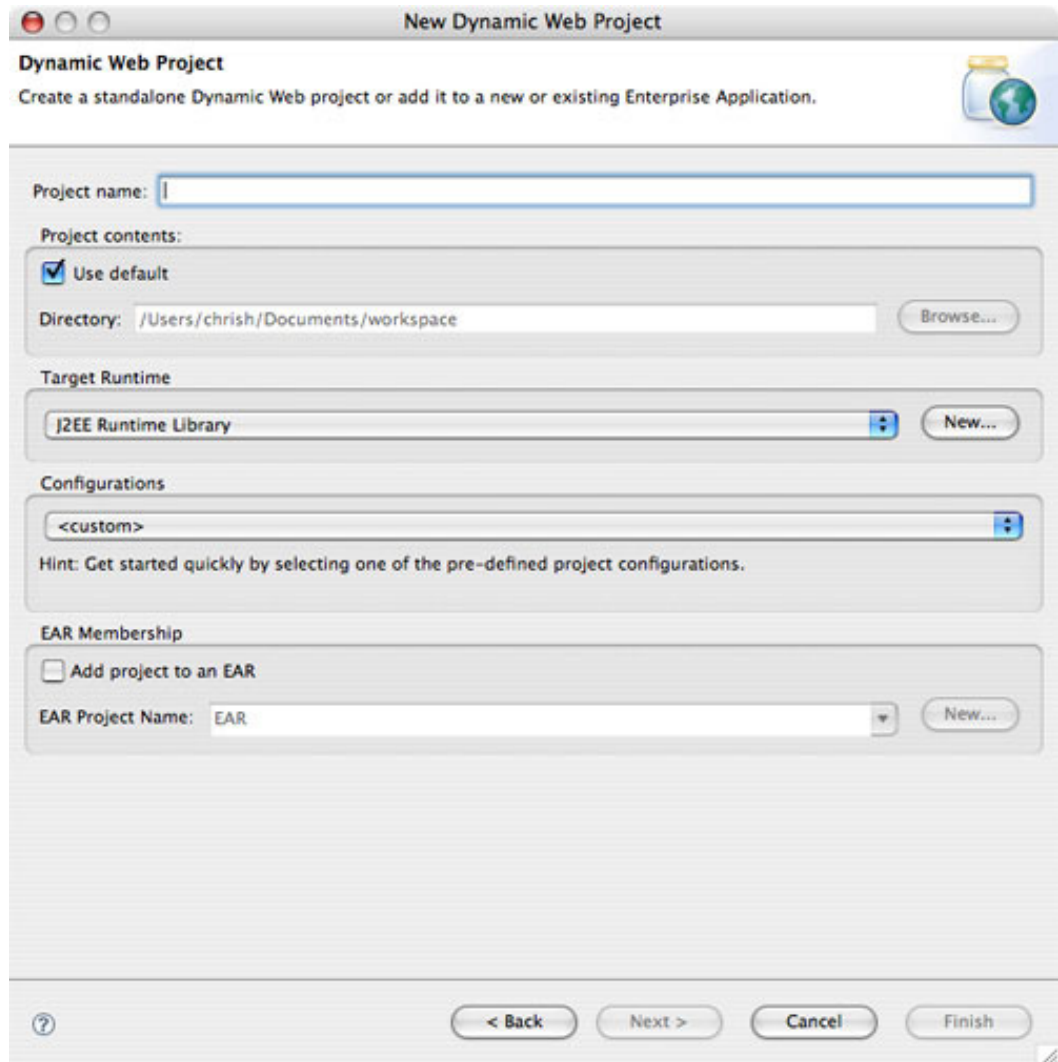 New Dynamic Web Project
Dynamic Web Project
Create a standalone Dynamic Web project or add it to a new or existing Enterprise Application.
Project name:
Project contents:
Use default
Directory: /Users/chrish/Documents/workspace Browse...
Target Runtime
J2EE Runtime Library New...
Configurations
<custom>
Hint: Get started quickly by selecting one of the pre-defined project configurations.
EAR Membership
Add project to an EAR
EAR Project Name: EAR New...
? < Back Next > Cancel Finish